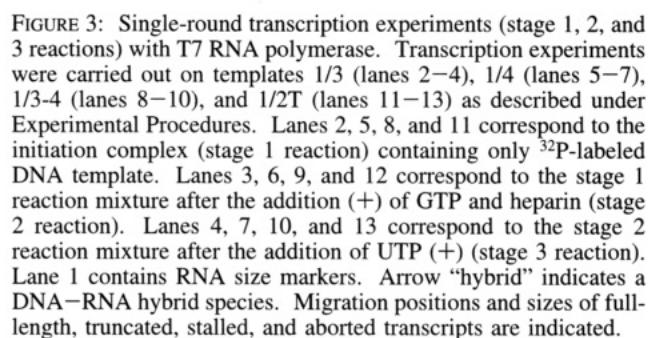 FIGURE 3: Single-round transcription experiments (stage 1, 2, and
3 reactions) with T7 RNA polymerase. Transcription experiments
were carried out on templates 1/3 (lanes 2−4), 1/4 (lanes 5−7),
1/3-4 (lanes 8−10), and 1/2T (lanes 11−13) as described under
Experimental Procedures. Lanes 2, 5, 8, and 11 correspond to the
initiation complex (stage 1 reaction) containing only ³²P-labeled
DNA template. Lanes 3, 6, 9, and 12 correspond to the stage 1
reaction mixture after the addition (+) of GTP and heparin (stage
2 reaction). Lanes 4, 7, 10, and 13 correspond to the stage 2
reaction mixture after the addition of UTP (+) (stage 3 reaction).
Lane 1 contains RNA size markers. Arrow “hybrid” indicates a
DNA−RNA hybrid species. Migration positions and sizes of full-
length, truncated, stalled, and aborted transcripts are indicated.